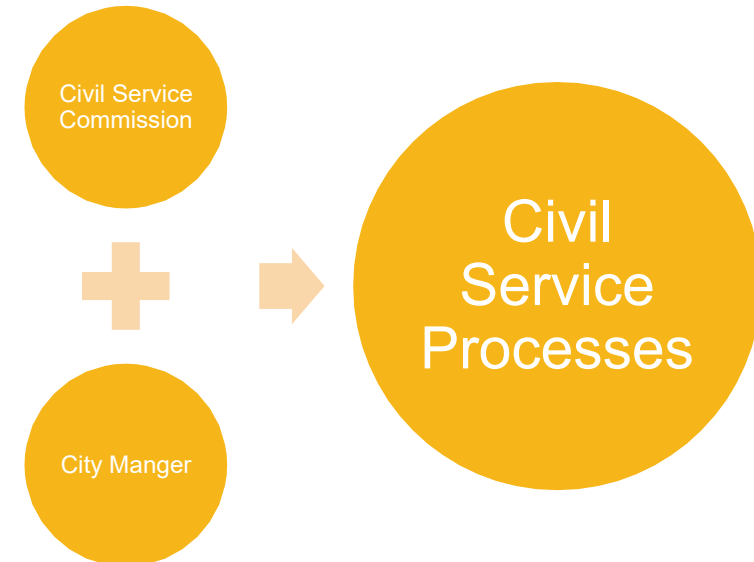 Civil Service
Commission
City Manger
Civil
Service
Processes